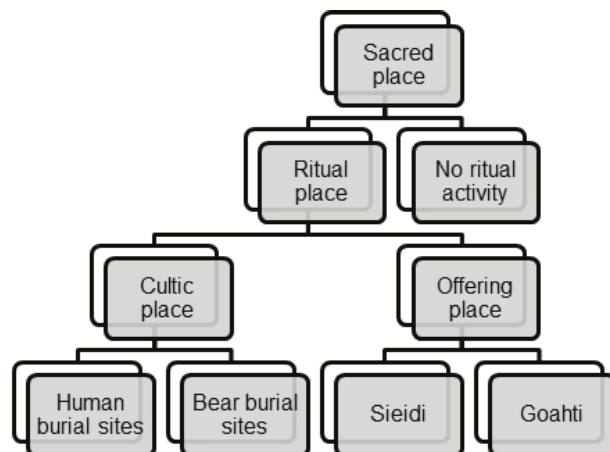 Sacred
place
Ritual
place
No ritual
activity
Cultic
place
Offering
place
Human
burial sites
Bear burial
sites
Sieidi
Goahti